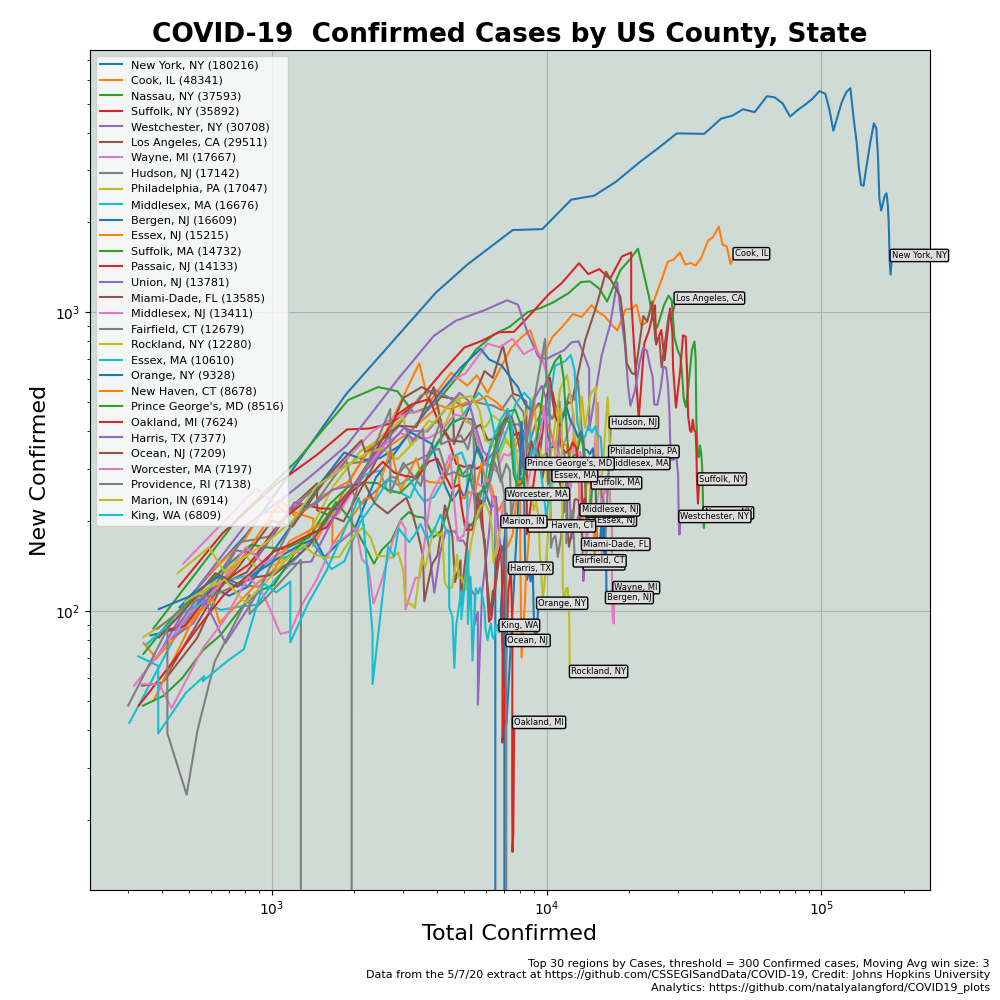 COVID-19  Confirmed Cases by US County, State
New York, NY (180216)
Cook, IL (48341)
Nassau, NY (37593)
Suffolk, NY (35892)
Westchester, NY (30708)
Los Angeles, CA (29511)
Wayne, MI (17667)
Hudson, NJ (17142)
Philadelphia, PA (17047)
Middlesex, MA (16676)
Bergen, NJ (16609)
Essex, NJ (15215)
Suffolk, MA (14732)
Passaic, NJ (14133)
Union, NJ (13781)
Miami-Dade, FL (13585)
Middlesex, NJ (13411)
Fairfield, CT (12679)
Rockland, NY (12280)
Essex, MA (10610)
Orange, NY (9328)
New Haven, CT (8678)
Prince George's, MD (8516)
Oakland, MI (7624)
Harris, TX (7377)
Ocean, NJ (7209)
Worcester, MA (7197)
Providence, RI (7138)
Marion, IN (6914)
King, WA (6809)
New York, NY
Cook, IL
Los Angeles, CA
Hudson, NJ
Philadelphia, PA
Prince George's, MD
iddlesex, MA
Essex, MA
Suffolk, NY
uffolk, MA
Worcester, MA
Middlesex, NJ
Westchester, NY
Marion, IN
Haven, CT
Essex, NJ
Miami-Dade, FL
Fairfield, CT
Harris, TX
Wayne, MI
Bergen, NJ
Orange, NY
King, WA
Ocean, NJ
Rockland, NY
Oakland, MI
10³
10²
New Confirmed
10³
10⁴
10⁵
Total Confirmed
Top 30 regions by Cases, threshold = 300 Confirmed cases, Moving Avg win size: 3
Data from the 5/7/20 extract at https://github.com/CSSEGISandData/COVID-19, Credit: Johns Hopkins University
Analytics: https://github.com/natalyalangford/COVID19_plots